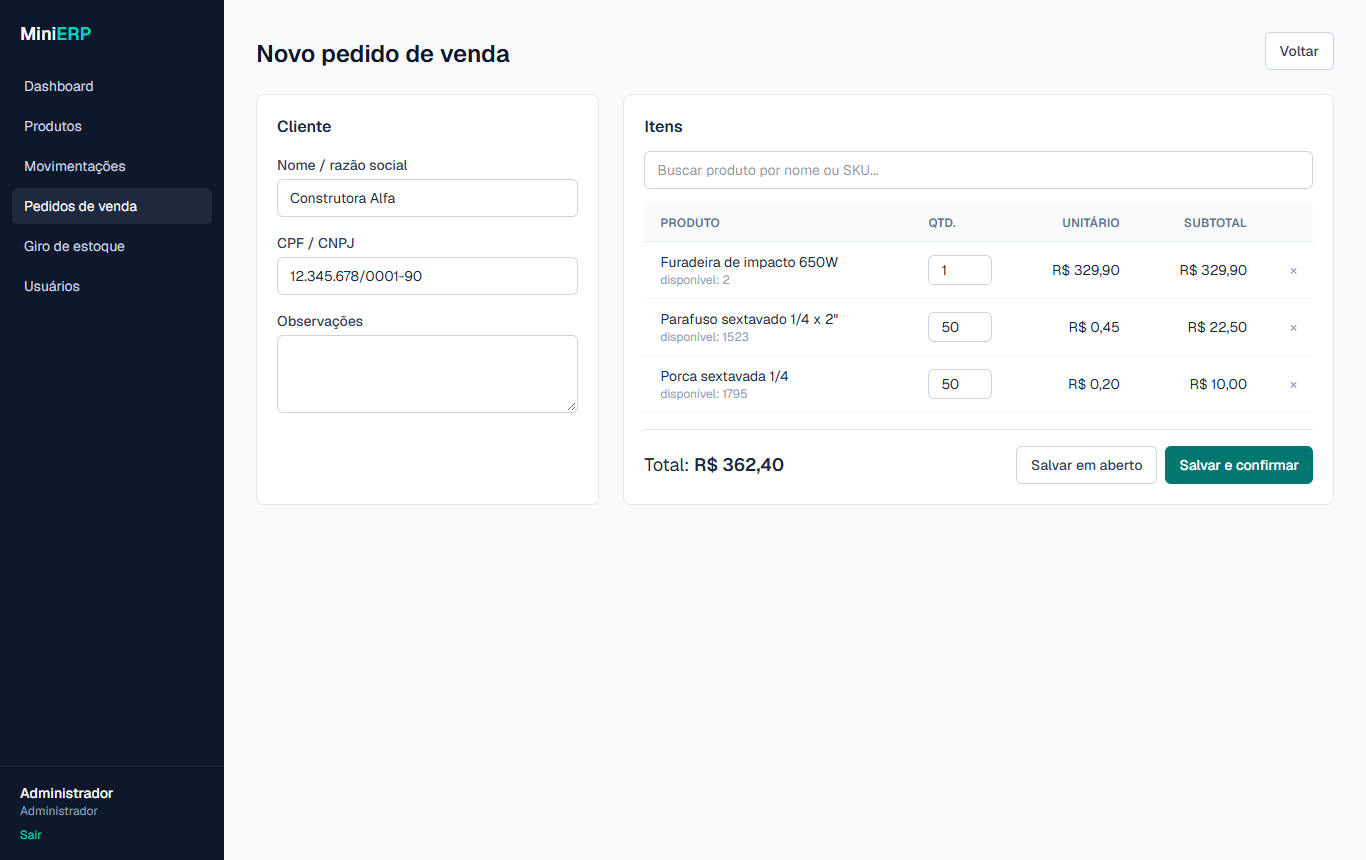 MiniERP
Dashboard
Produtos
Movimentações
Pedidos de venda
Giro de estoque
Usuários
Administrador
Administrador
Sair
Novo pedido de venda
Voltar
Cliente
Nome / razão social
Construtora Alfa
CPF / CNPJ
12.345.678/0001-90
Observações
Itens
Buscar produto por nome ou SKU...
PRODUTO QTD. UNITÁRIO SUBTOTAL
Furadeira de impacto 650W 1 R$ 329,90 R$ 329,90 ×
disponível: 2
Parafuso sextavado 1/4 x 2" 50 R$ 0,45 R$ 22,50 ×
disponível: 1523
Porca sextavada 1/4 50 R$ 0,20 R$ 10,00 ×
disponível: 1795
Total: R$ 362,40 Salvar em aberto Salvar e confirmar